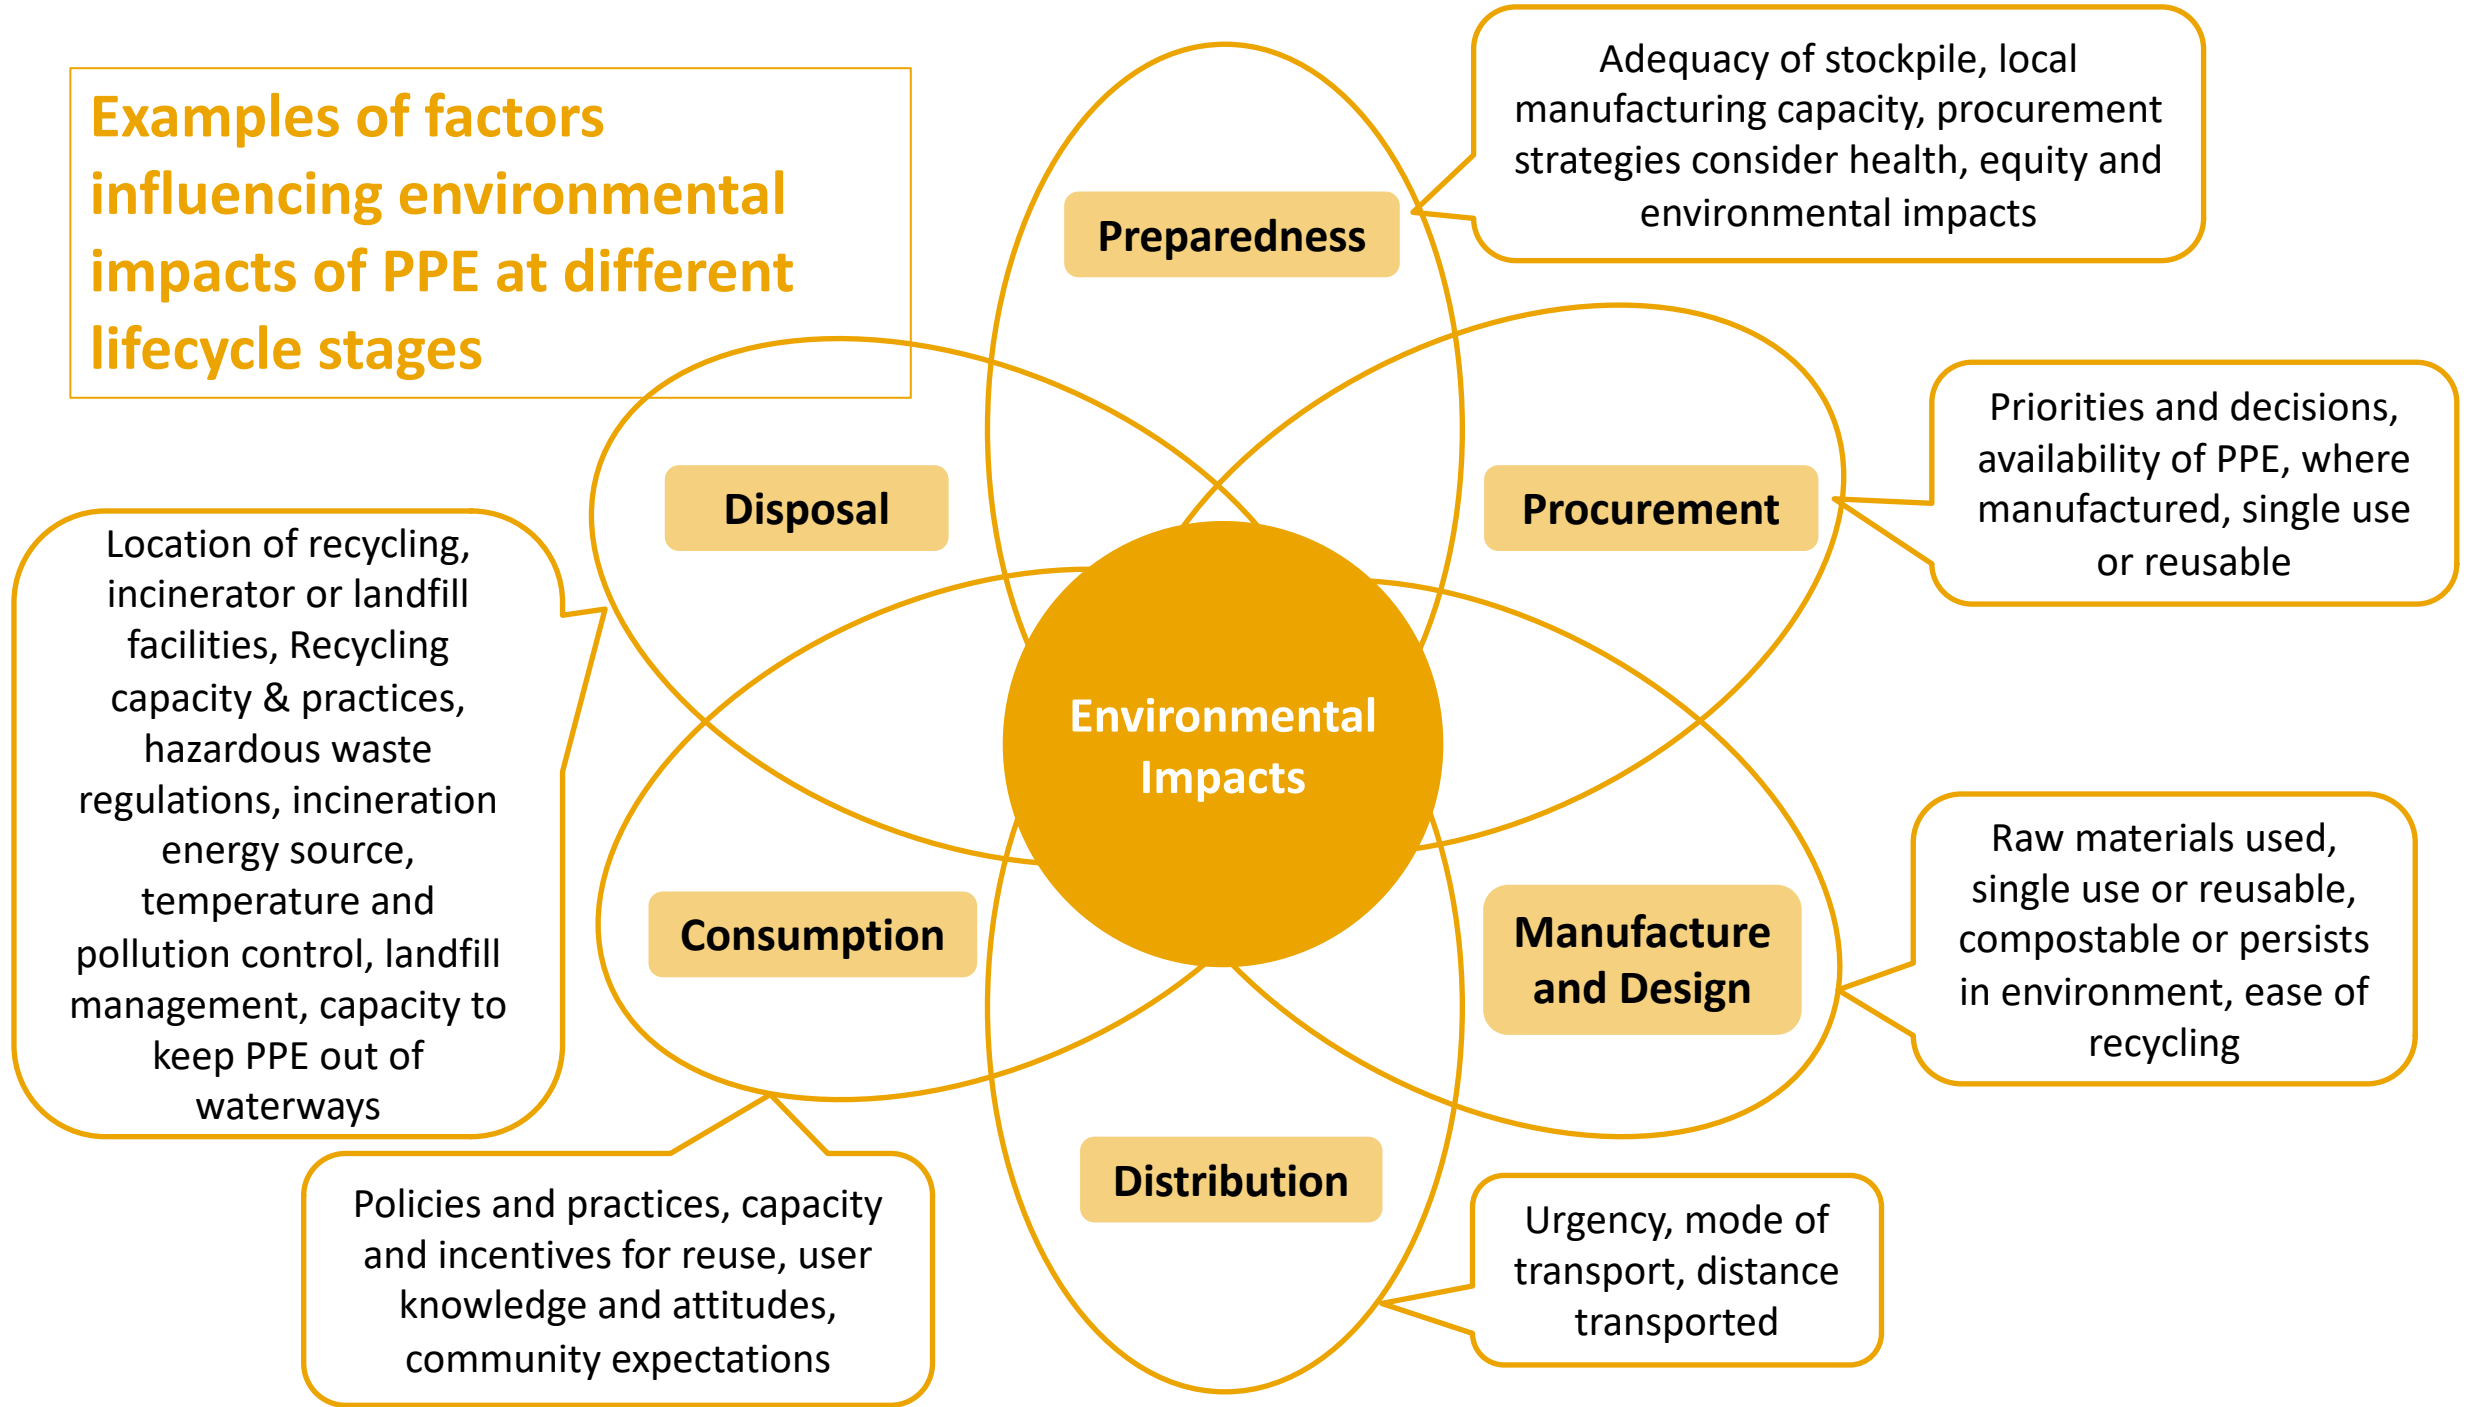 Examples of factors
influencing environmental
impacts of PPE at different
lifecycle stages
Preparedness
Adequacy of stockpile, local
manufacturing capacity, procurement
strategies consider health, equity and
environmental impacts
Procurement
Priorities and decisions,
availability of PPE, where
manufactured, single use
or reusable
Manufacture
and Design
Raw materials used,
single use or reusable,
compostable or persists
in environment, ease of
recycling
Distribution
Urgency, mode of
transport, distance
transported
Consumption
Policies and practices, capacity
and incentives for reuse, user
knowledge and attitudes,
community expectations
Disposal
Location of recycling,
incinerator or landfill
facilities, Recycling
capacity & practices,
hazardous waste
regulations, incineration
energy source,
temperature and
pollution control, landfill
management, capacity to
keep PPE out of
waterways
Environmental
Impacts